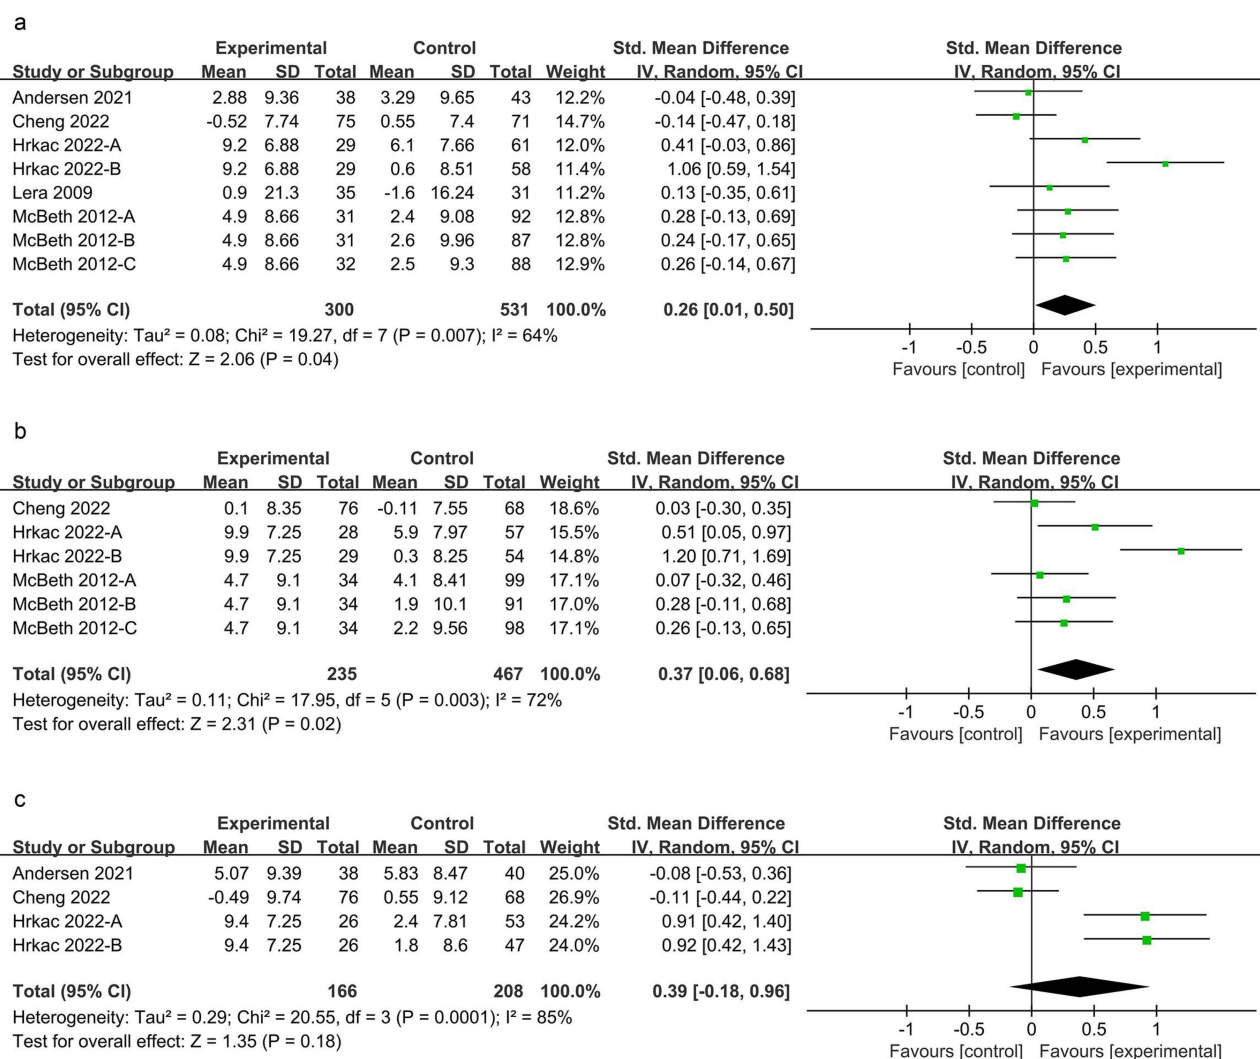 a
Experimental Control Std. Mean Difference Std. Mean Difference
Study or Subgroup Mean SD Total Mean SD Total Weight IV, Random, 95% CI IV, Random, 95% CI
Andersen 2021 2.88 9.36 38 3.29 9.65 43 12.2% -0.04 [-0.48, 0.39]
Cheng 2022 -0.52 7.74 75 0.55 7.4 71 14.7% -0.14 [-0.47, 0.18]
Hrkac 2022-A 9.2 6.88 29 6.1 7.66 61 12.0% 0.41 [-0.03, 0.86]
Hrkac 2022-B 9.2 6.88 29 0.6 8.51 58 11.4% 1.06 [0.59, 1.54]
Lera 2009 0.9 21.3 35 -1.6 16.24 31 11.2% 0.13 [-0.35, 0.61]
McBeth 2012-A 4.9 8.66 31 2.4 9.08 92 12.8% 0.28 [-0.13, 0.69]
McBeth 2012-B 4.9 8.66 31 2.6 9.96 87 12.8% 0.24 [-0.17, 0.65]
McBeth 2012-C 4.9 8.66 32 2.5 9.3 88 12.9% 0.26 [-0.14, 0.67]
Total (95% CI) 300 531 100.0% 0.26 [0.01, 0.50]
Heterogeneity: Tau² = 0.08; Chi² = 19.27, df = 7 (P = 0.007); I² = 64%
Test for overall effect: Z = 2.06 (P = 0.04)
-1 -0.5 0 0.5 1
Favours [control] Favours [experimental]
b
Experimental Control Std. Mean Difference Std. Mean Difference
Study or Subgroup Mean SD Total Mean SD Total Weight IV, Random, 95% CI IV, Random, 95% CI
Cheng 2022 0.1 8.35 76 -0.11 7.55 68 18.6% 0.03 [-0.30, 0.35]
Hrkac 2022-A 9.9 7.25 28 5.9 7.97 57 15.5% 0.51 [0.05, 0.97]
Hrkac 2022-B 9.9 7.25 29 0.3 8.25 54 14.8% 1.20 [0.71, 1.69]
McBeth 2012-A 4.7 9.1 34 4.1 8.41 99 17.1% 0.07 [-0.32, 0.46]
McBeth 2012-B 4.7 9.1 34 1.9 10.1 91 17.0% 0.28 [-0.11, 0.68]
McBeth 2012-C 4.7 9.1 34 2.2 9.56 98 17.1% 0.26 [-0.13, 0.65]
Total (95% CI) 235 467 100.0% 0.37 [0.06, 0.68]
Heterogeneity: Tau² = 0.11; Chi² = 17.95, df = 5 (P = 0.003); I² = 72%
Test for overall effect: Z = 2.31 (P = 0.02)
-1 -0.5 0 0.5 1
Favours [control] Favours [experimental]
c
Experimental Control Std. Mean Difference Std. Mean Difference
Study or Subgroup Mean SD Total Mean SD Total Weight IV, Random, 95% CI IV, Random, 95% CI
Andersen 2021 5.07 9.39 38 5.83 8.47 40 25.0% -0.08 [-0.53, 0.36]
Cheng 2022 -0.49 9.74 76 0.55 9.12 68 26.9% -0.11 [-0.44, 0.22]
Hrkac 2022-A 9.4 7.25 26 2.4 7.81 53 24.2% 0.91 [0.42, 1.40]
Hrkac 2022-B 9.4 7.25 26 1.8 8.6 47 24.0% 0.92 [0.42, 1.43]
Total (95% CI) 166 208 100.0% 0.39 [-0.18, 0.96]
Heterogeneity: Tau² = 0.29; Chi² = 20.55, df = 3 (P = 0.0001); I² = 85%
Test for overall effect: Z = 1.35 (P = 0.18)
-1 -0.5 0 0.5 1
Favours [control] Favours [experimental]